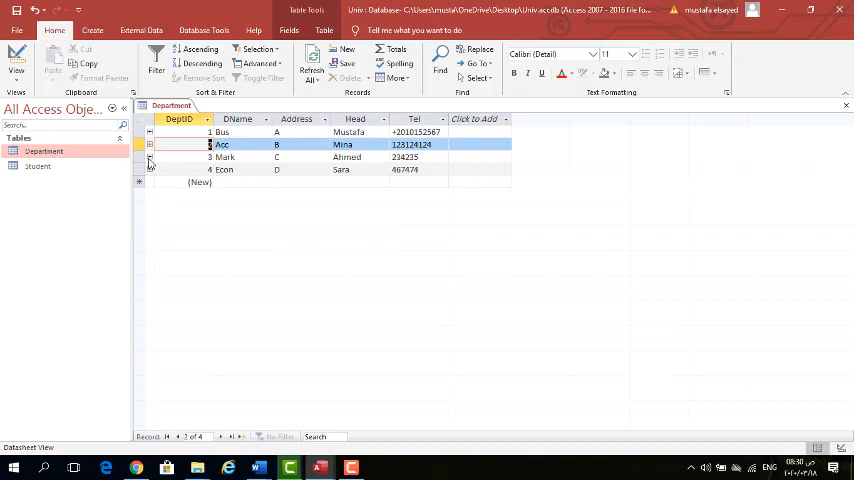 Table Tools
Univ : Database- C:\Users\musta\OneDrive\Desktop\Univ.accdb (Access 2007 - 2016 file fo...
mustafa elsayed
File
Home
Create
External Data
Database Tools
Fields
Table
Tell me what you want to do
View
Views
Paste
Cut
Copy
Format Painter
Clipboard
Filter
Ascending
Descending
Remove Sort
Selection
Advanced
Toggle Filter
Sort & Filter
Refresh
All
New
Save
Delete
Totals
Spelling
More
Records
Find
Replace
Go To
Select
Find
Calibri (Detail)
11
B I U
A
Text Formatting
All Access Obje...
Search...
Tables
Department
Student
Department
DeptID DName Address Head Tel Click to Add
1 Bus A Mustafa +2010152567
2 Acc B Mina 123124124
3 Mark C Ahmed 234235
4 Econ D Sara 467474
(New)
Record: 2 of 4 No Filter Search
Datasheet View
ENG
08:30 ص
٢٠٢٠/٠٣/١٨